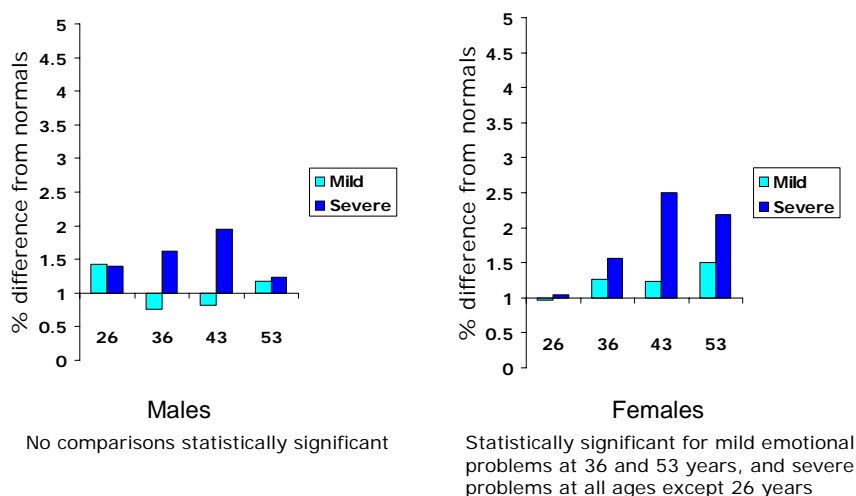 % difference from normals
5
4.5
4
3.5
3
2.5
2
1.5
1
0.5
0
26 36 43 53
Mild
Severe
Males
No comparisons statistically significant
% difference from normals
5
4.5
4
3.5
3
2.5
2
1.5
1
0.5
0
26 36 43 53
Mild
Severe
Females
Statistically significant for mild emotional
problems at 36 and 53 years, and severe
problems at all ages except 26 years